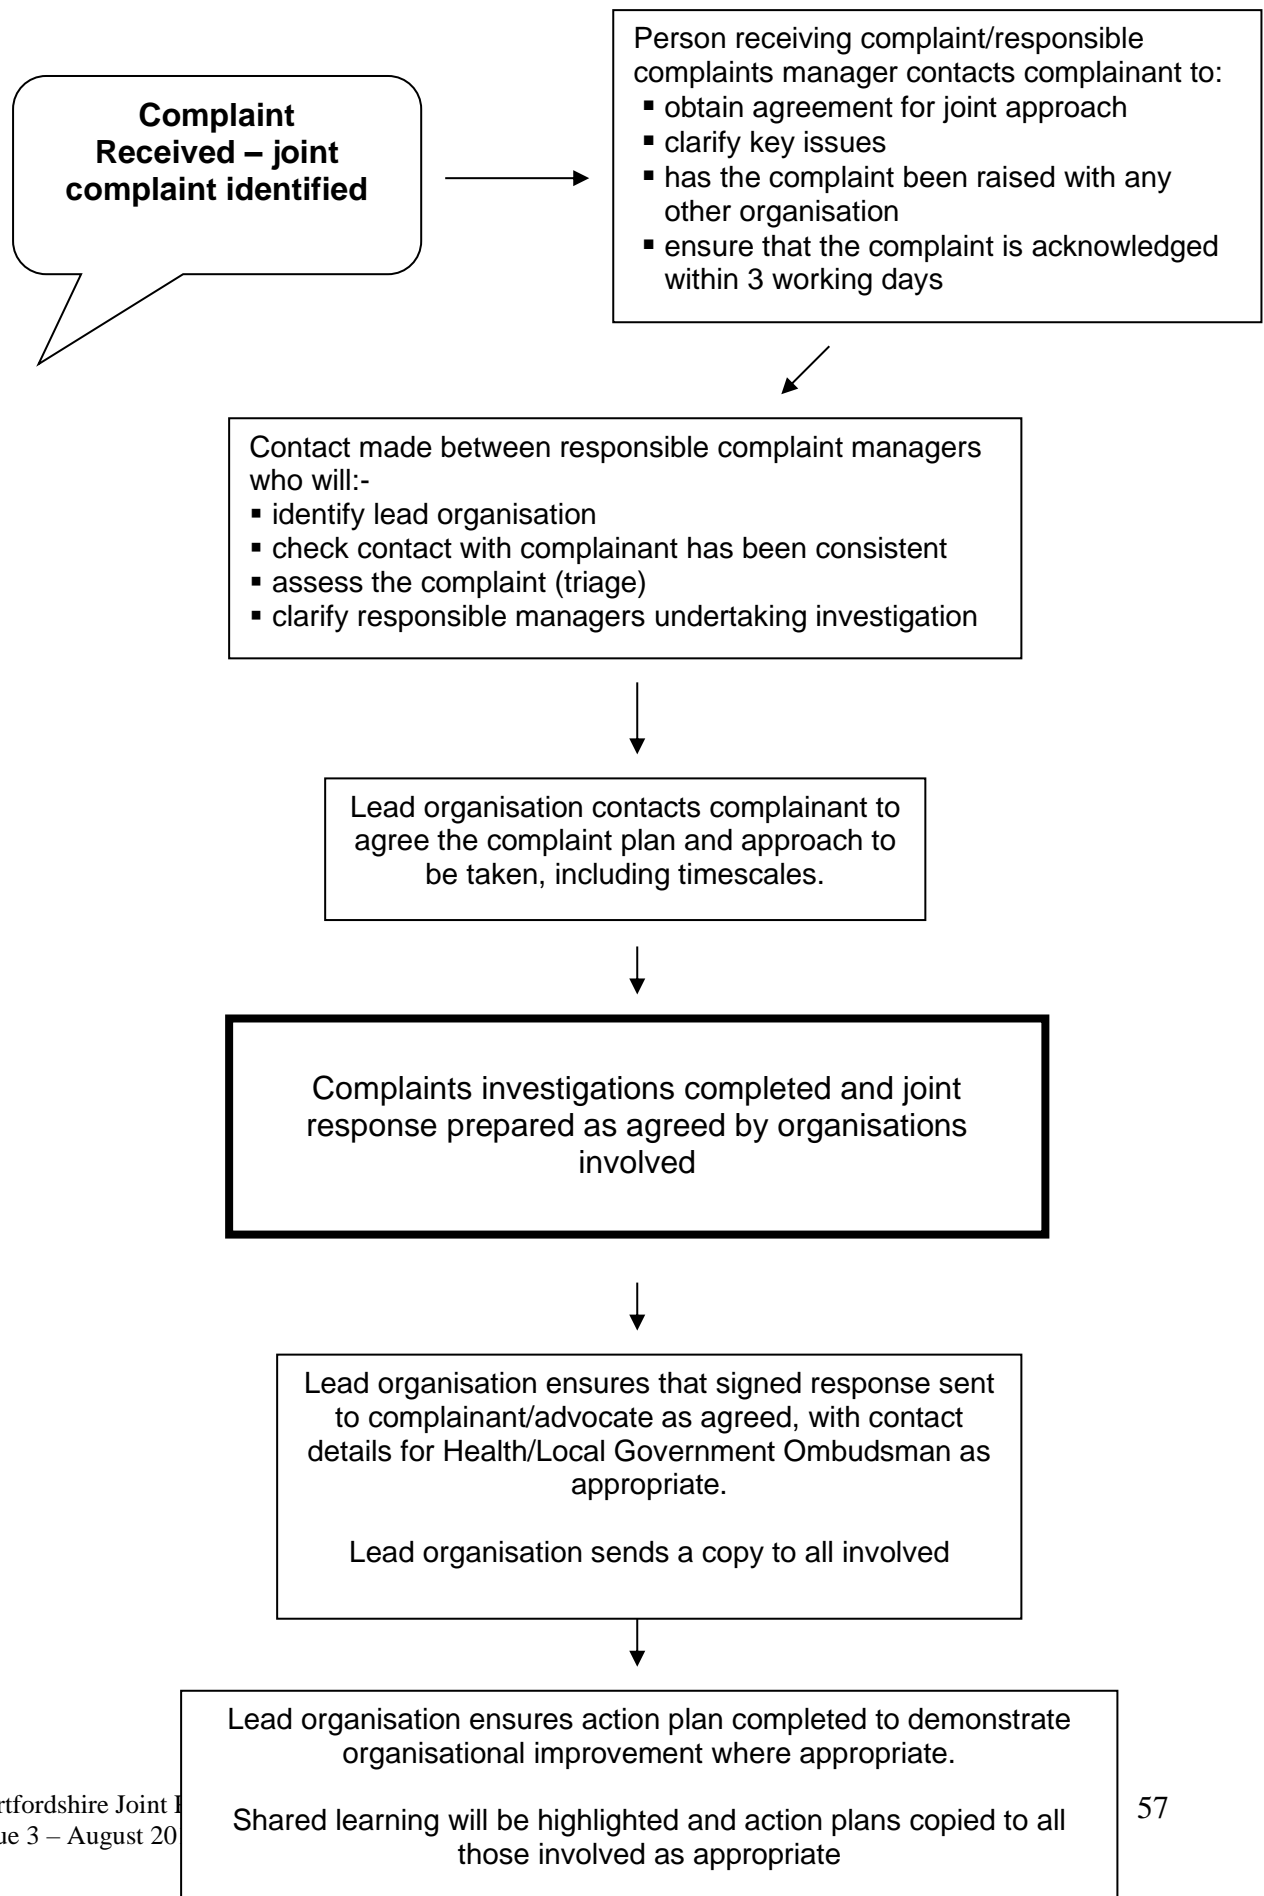 Complaint
Received – joint
complaint identified
Person receiving complaint/responsible
complaints manager contacts complainant to:
▪ obtain agreement for joint approach
▪ clarify key issues
▪ has the complaint been raised with any
other organisation
▪ ensure that the complaint is acknowledged
within 3 working days
Contact made between responsible complaint managers
who will:-
▪ identify lead organisation
▪ check contact with complainant has been consistent
▪ assess the complaint (triage)
▪ clarify responsible managers undertaking investigation
Lead organisation contacts complainant to
agree the complaint plan and approach to
be taken, including timescales.
Complaints investigations completed and joint
response prepared as agreed by organisations
involved
Lead organisation ensures that signed response sent
to complainant/advocate as agreed, with contact
details for Health/Local Government Ombudsman as
appropriate.
Lead organisation sends a copy to all involved
Lead organisation ensures action plan completed to demonstrate
organisational improvement where appropriate.
Shared learning will be highlighted and action plans copied to all
those involved as appropriate
rtfordshire Joint
ue 3 – August 20
57